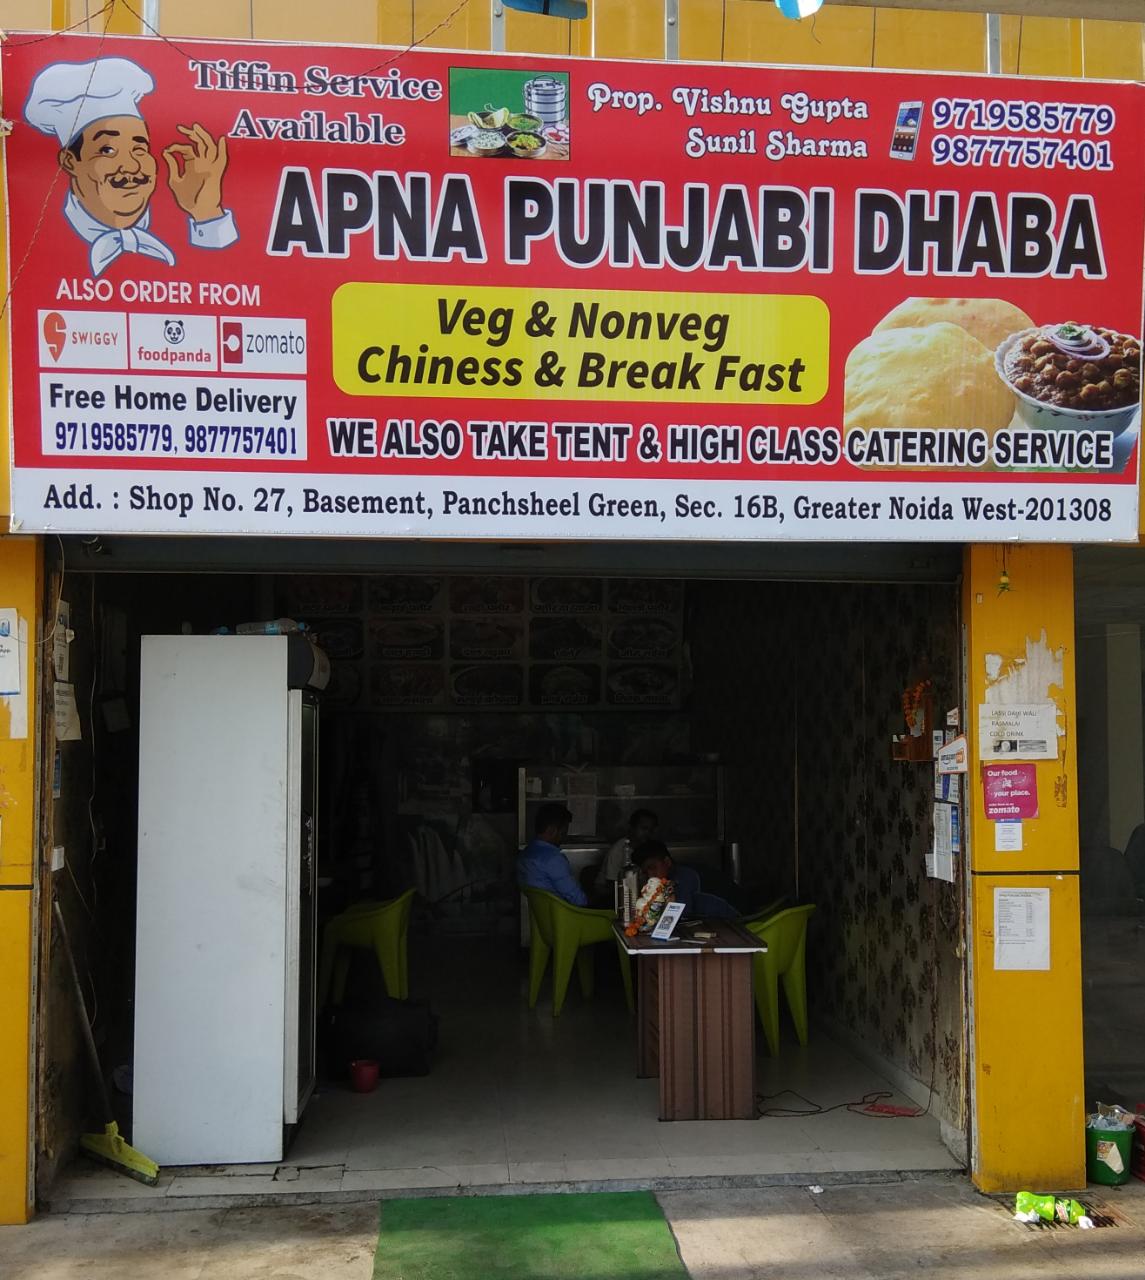 Tiffin Service
Available
Prop. Vishnu Gupta
Sunil Sharma
9719585779
9877757401
APNA PUNJABI DHABA
ALSO ORDER FROM
SWIGGY
foodpanda
zomato
Veg & Nonveg
Chiness & Break Fast
Free Home Delivery
9719585779, 9877757401
WE ALSO TAKE TENT & HIGH CLASS CATERING SERVICE
Add. : Shop No. 27, Basement, Panchsheel Green, Sec. 16B, Greater Noida West-201308
LASSI DAHI WALI
RASMALAI
COLD DRINK
Our food
your place.
zomato